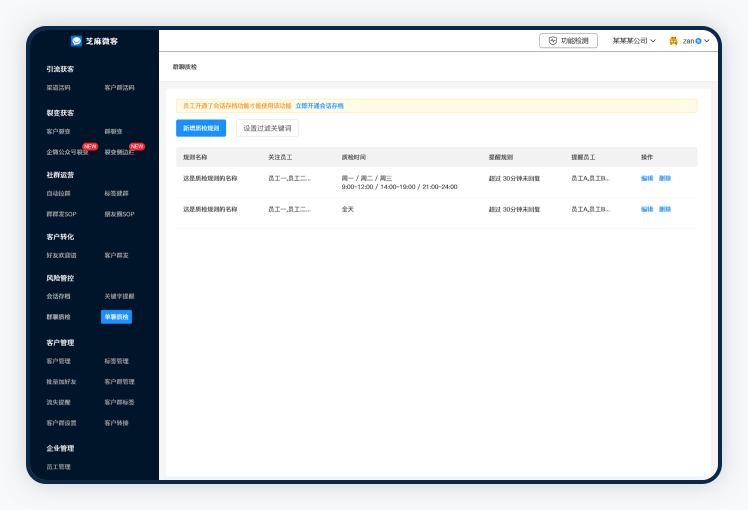 芝麻微客
功能检测
某某某公司
zan
引流获客
渠道活码
客户群活码
裂变获客
客户裂变
群裂变
企微公众号裂变
NEW
裂变侧边栏
NEW
社群运营
自动拉群
标签建群
群群发SOP
朋友圈SOP
客户转化
好友欢迎语
客户群发
风险管控
会话存档
关键字提醒
群聊质检
单聊质检
客户管理
客户管理
标签管理
批量加好友
客户群管理
流失提醒
客户群标签
客户群设置
客户转接
企业管理
员工管理
群聊质检
员工开通了会话存档功能才能使用该功能 立即开通会话存档
新增质检规则
设置过滤关键词
规则名称 关注员工 质检时间 提醒规则 提醒员工 操作
这是质检规则的名称 员工一,员工二... 周一 / 周二 / 周三 超过 30分钟未回复 员工A,员工B... 编辑 删除
9:00-12:00 / 14:00-19:00 / 21:00-24:00
这是质检规则的名称 员工一,员工二... 全天 超过 30分钟未回复 员工A,员工B... 编辑 删除